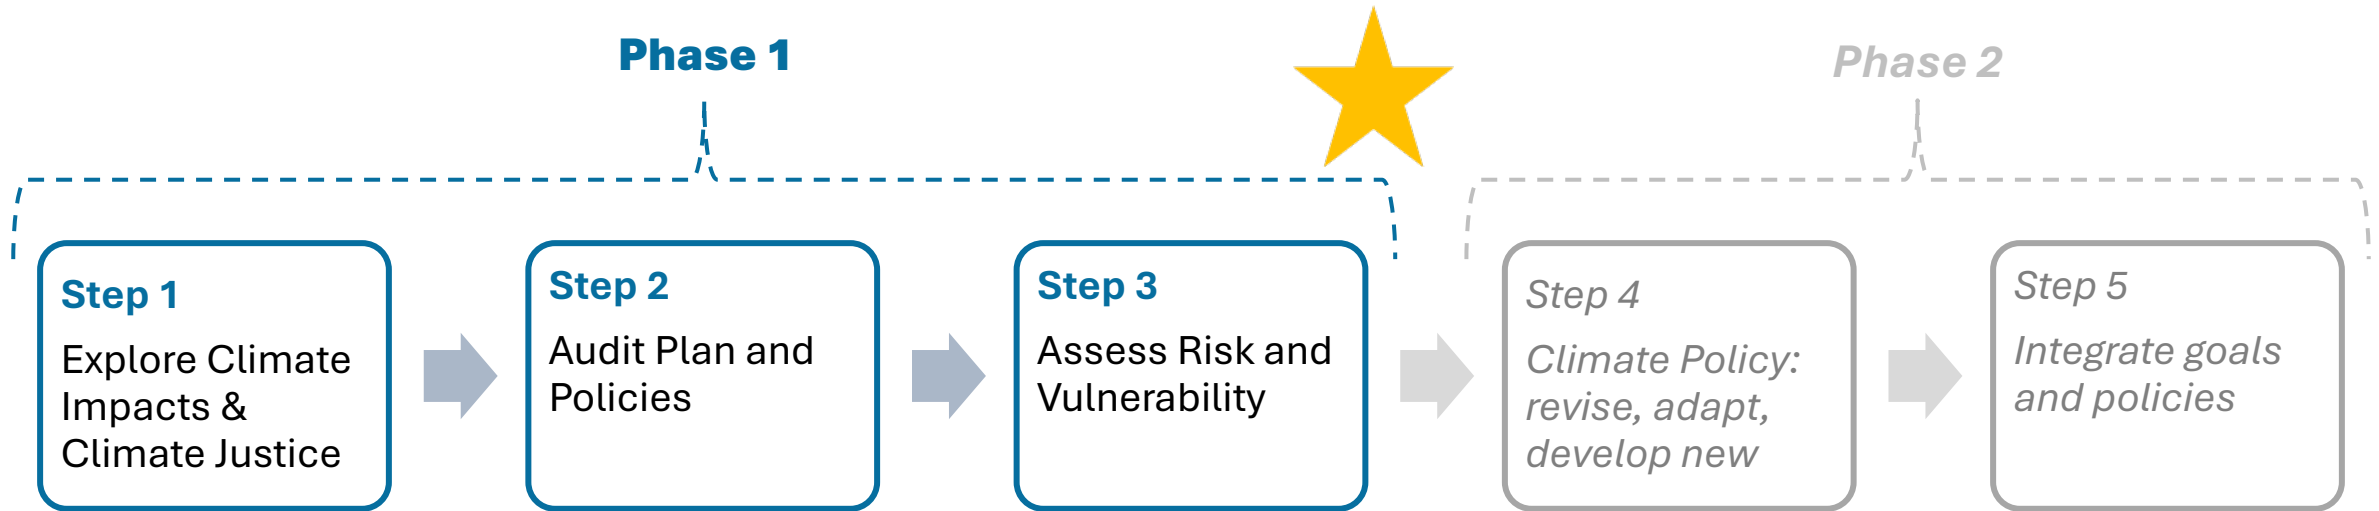 Phase 1
Phase 2
Step 1
Explore Climate
Impacts &
Climate Justice
Step 2
Audit Plan and
Policies
Step 3
Assess Risk and
Vulnerability
Step 4
Climate Policy:
revise, adapt,
develop new
Step 5
Integrate goals
and policies